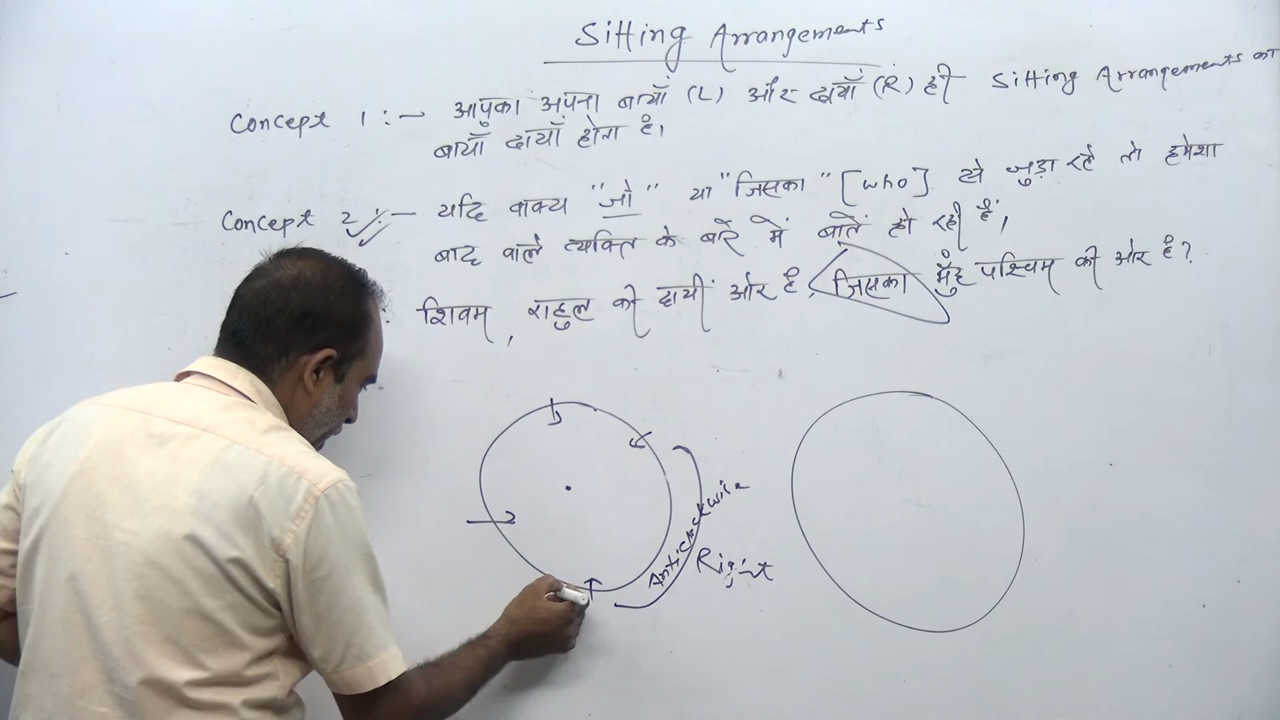 Sitting Arrangements
Concept 1:- आपका अपना बायाँ (L) और दायाँ (R) ही Sitting Arrangements का
बायाँ दायाँ होता है।
Concept 2:- यदि वाक्य "जो" या "जिसका" [who] से जुड़ा रहे तो हमेशा
बाद वाले व्यक्ति के बारे में बातें हो रही हैं,
शिवम, राहुल की दायीं ओर है, जिसका मुँह पश्चिम की ओर है?
Anticlockwise
Right